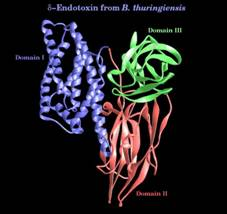 δ–Endotoxin from B. thuringiensis
Domain III
Domain I
Domain II